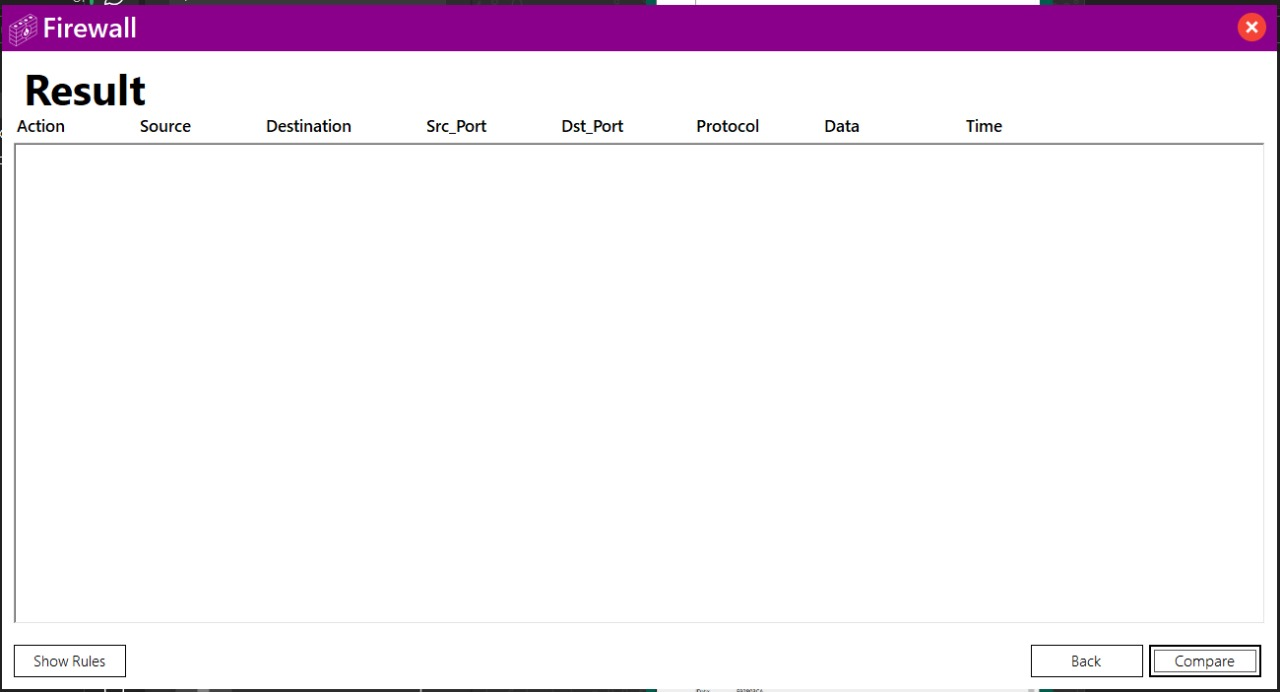 Firewall
Result
Action Source Destination Src_Port Dst_Port Protocol Data Time
Show Rules Back Compare